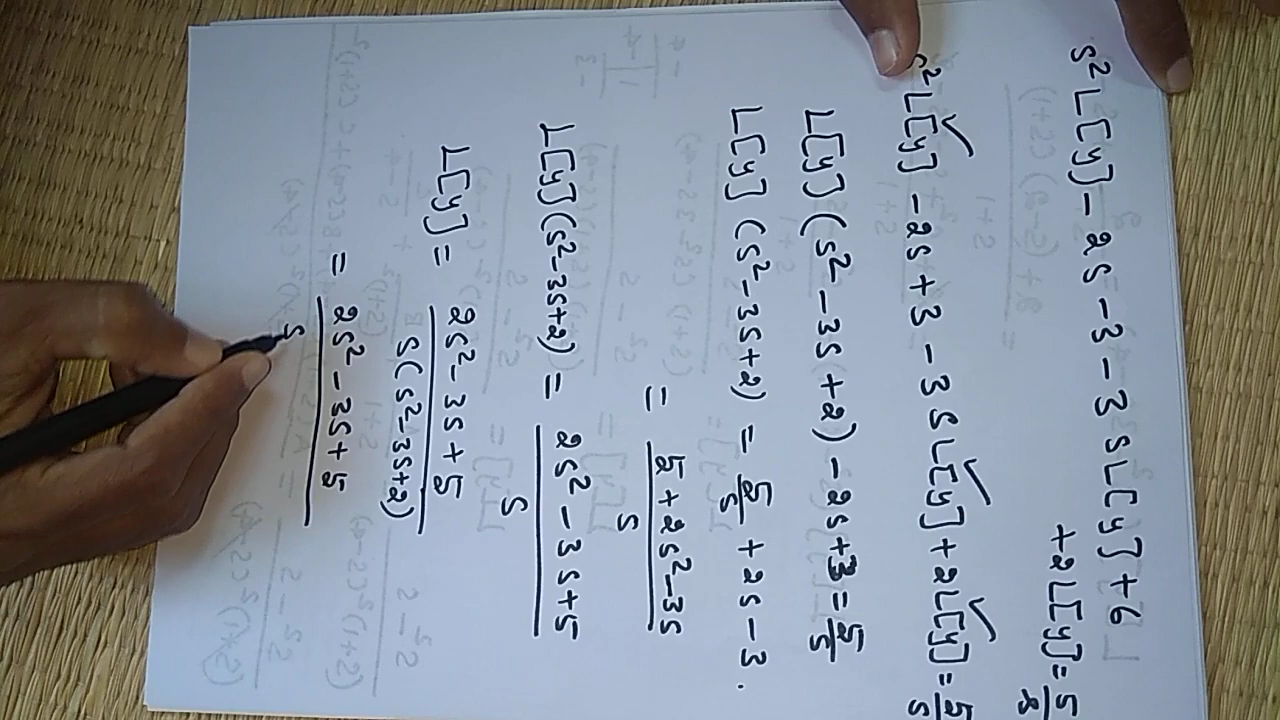 s²L[y] - 2s - 3 - 3sL[y] + 6
+ 2L[y] = 5/s
s²L[y] - 2s + 3 - 3sL[y] + 2L[y] = 5/s
L[y](s² - 3s + 2) - 2s + 3 = 5/s
L[y](s² - 3s + 2) = 5/s + 2s - 3.
= (5 + 2s² - 3s)/s
L[y](s² - 3s + 2) = (2s² - 3s + 5)/s
L[y] = (2s² - 3s + 5)/s(s² - 3s + 2)
= (2s² - 3s + 5)/s